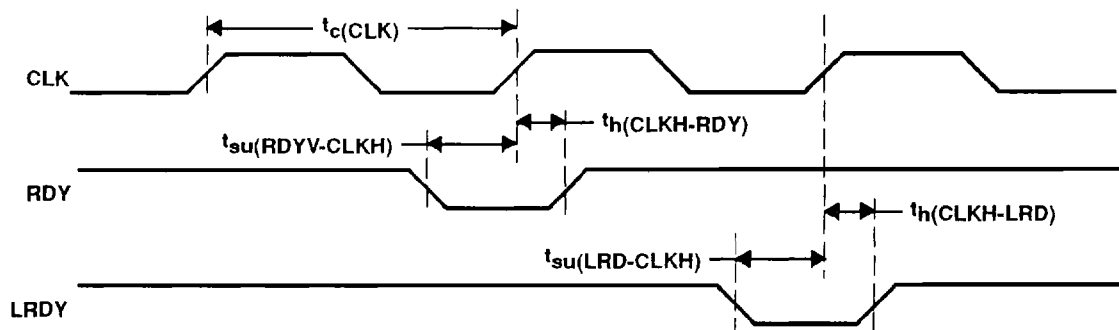 tc(CLK)
CLK
th(CLKH-RDY)
tsu(RDYV-CLKH)
RDY
th(CLKH-LRD)
tsu(LRD-CLKH)
LRDY